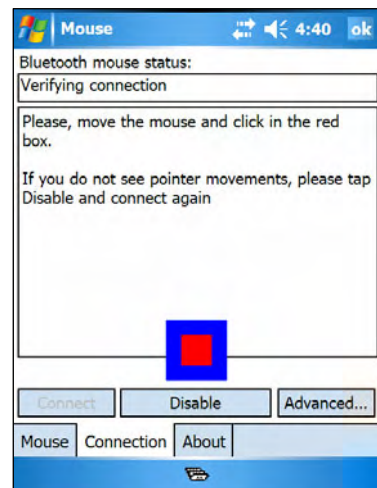 Mouse 4:40 ok
Bluetooth mouse status:
Verifying connection
Please, move the mouse and click in the red
box.
If you do not see pointer movements, please tap
Disable and connect again
Connect Disable Advanced...
Mouse Connection About